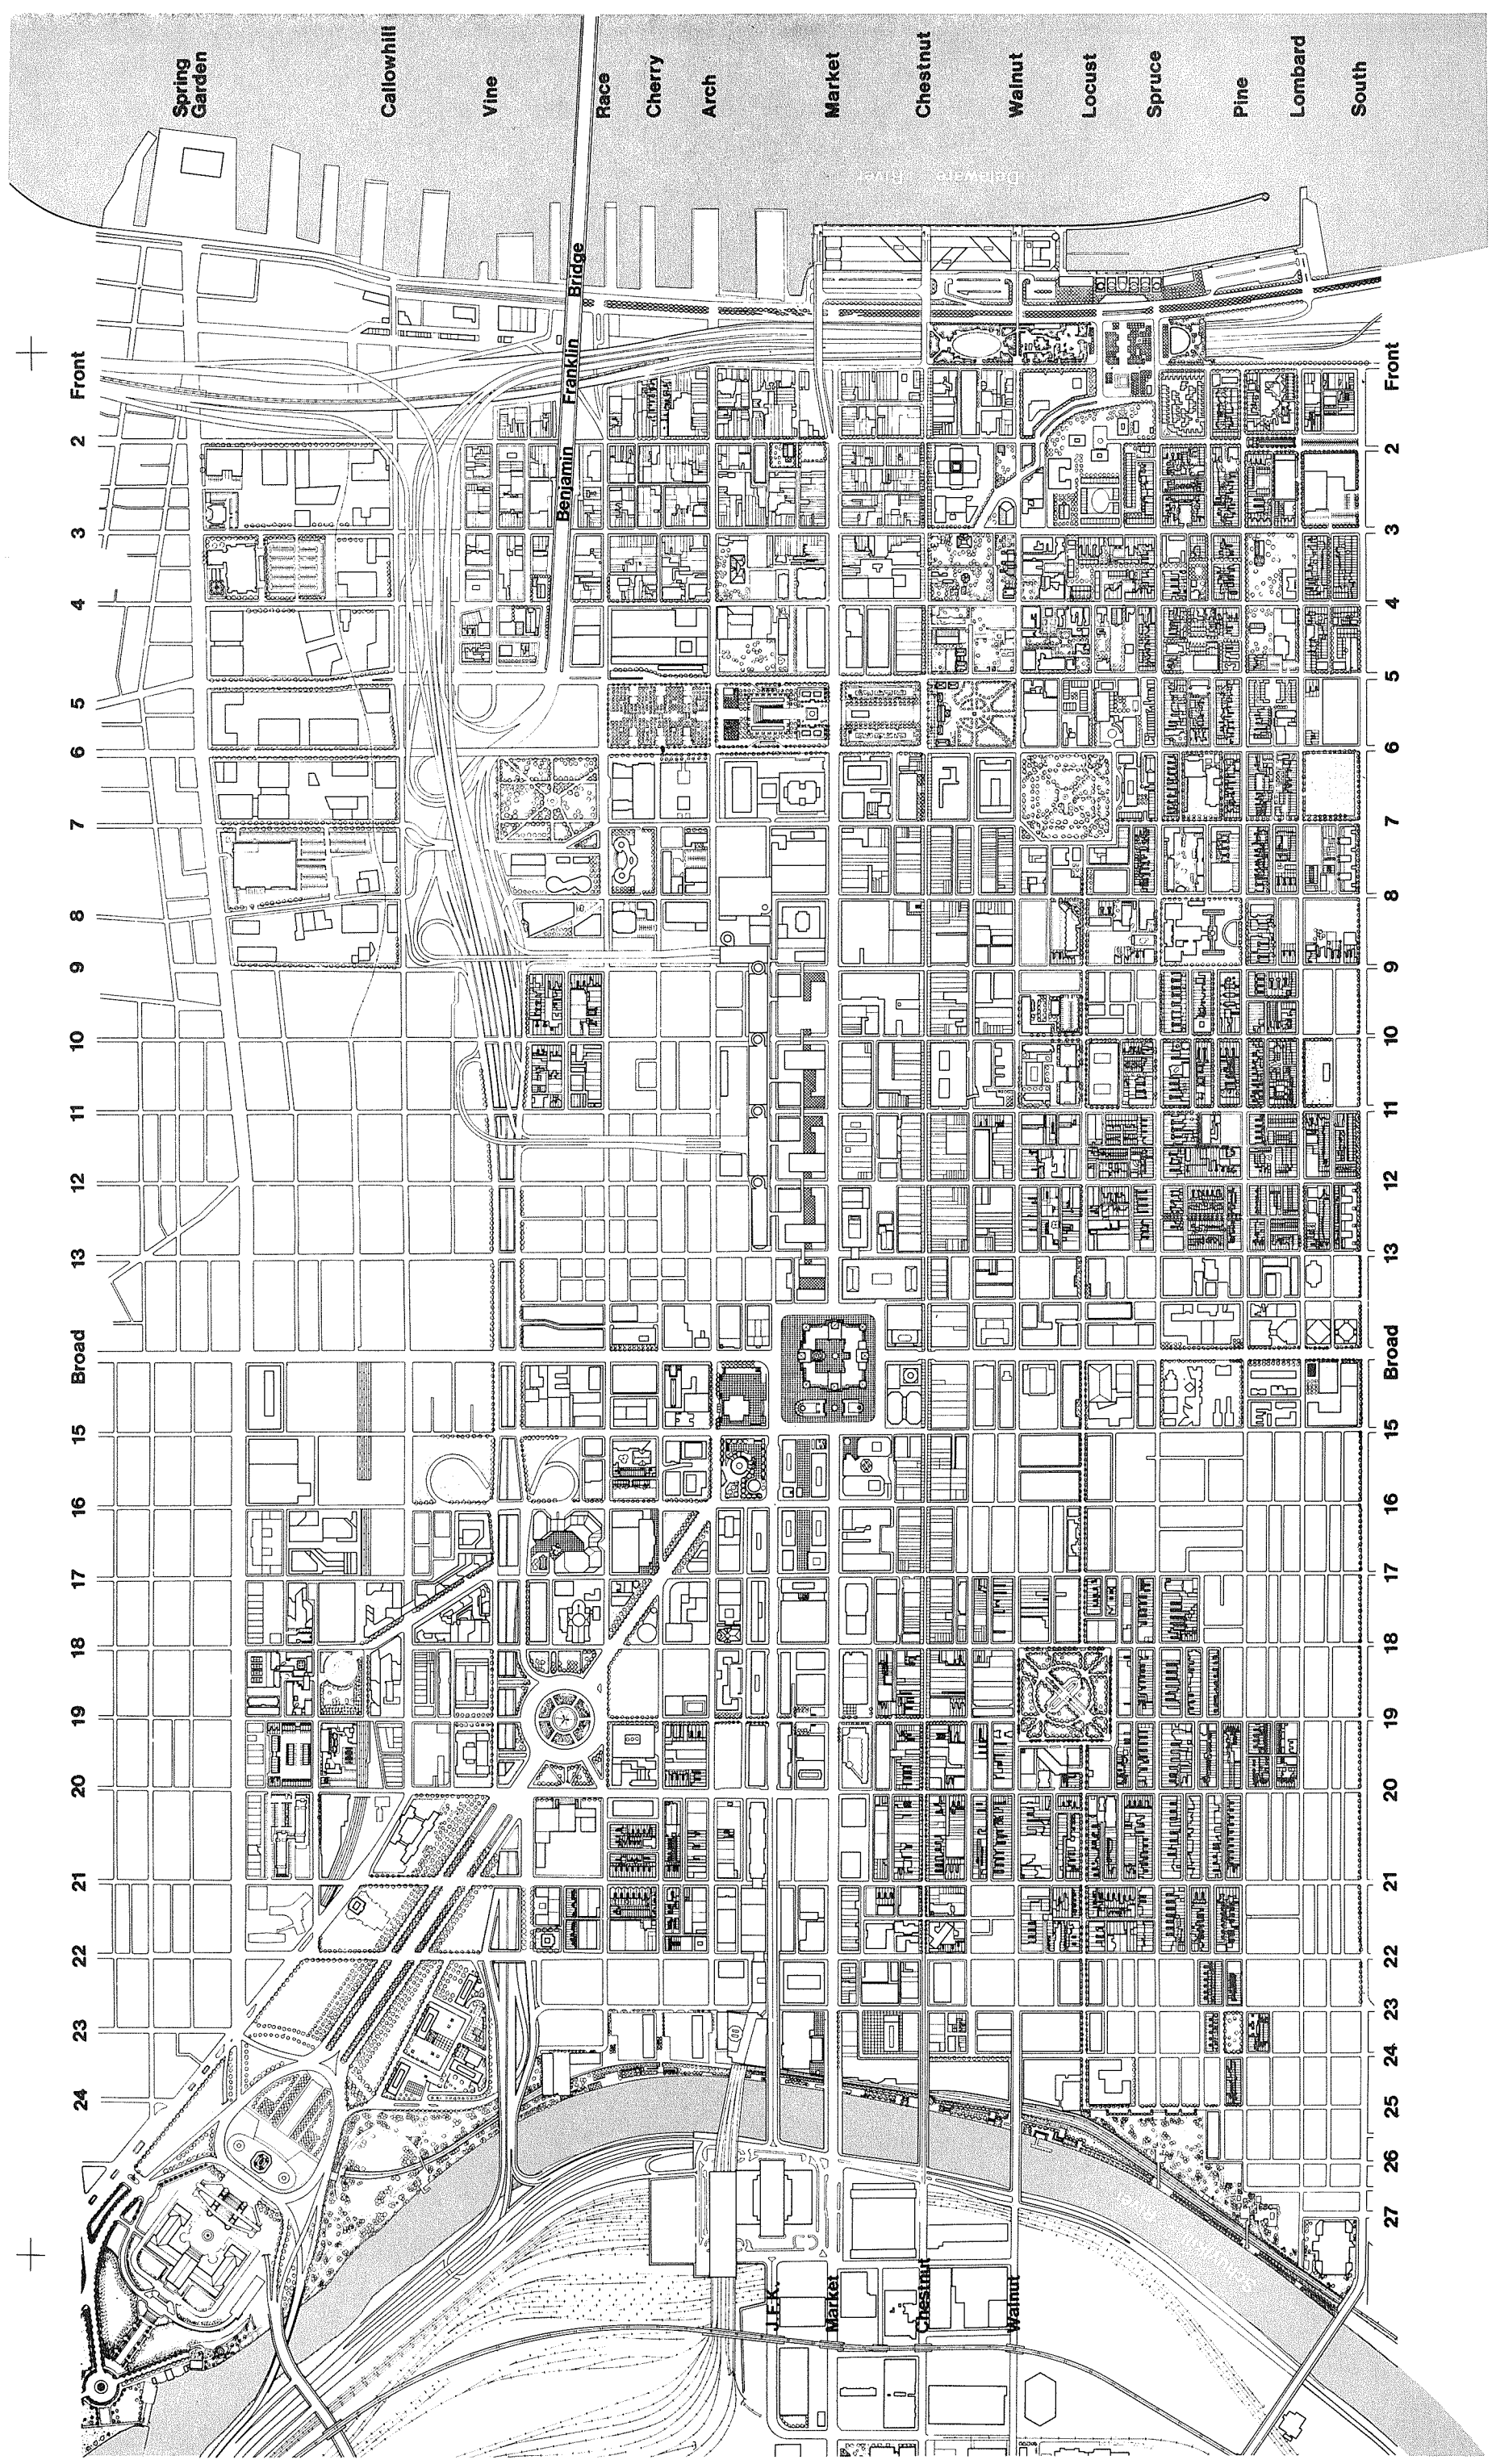 Spring
Garden
Callowhill
Vine
Race
Cherry
Arch
Market
Chestnut
Walnut
Locust
Spruce
Pine
Lombard
South
Delaware
River
Benjamin Franklin Bridge
Front
2
3
4
5
6
7
8
9
10
11
12
13
Broad
15
16
17
18
19
20
21
22
23
24
Front
2
3
4
5
6
7
8
9
10
11
12
13
Broad
15
16
17
18
19
20
21
22
23
24
25
26
27
Schuylkill
River
J.F.K.
Market
Chestnut
Walnut